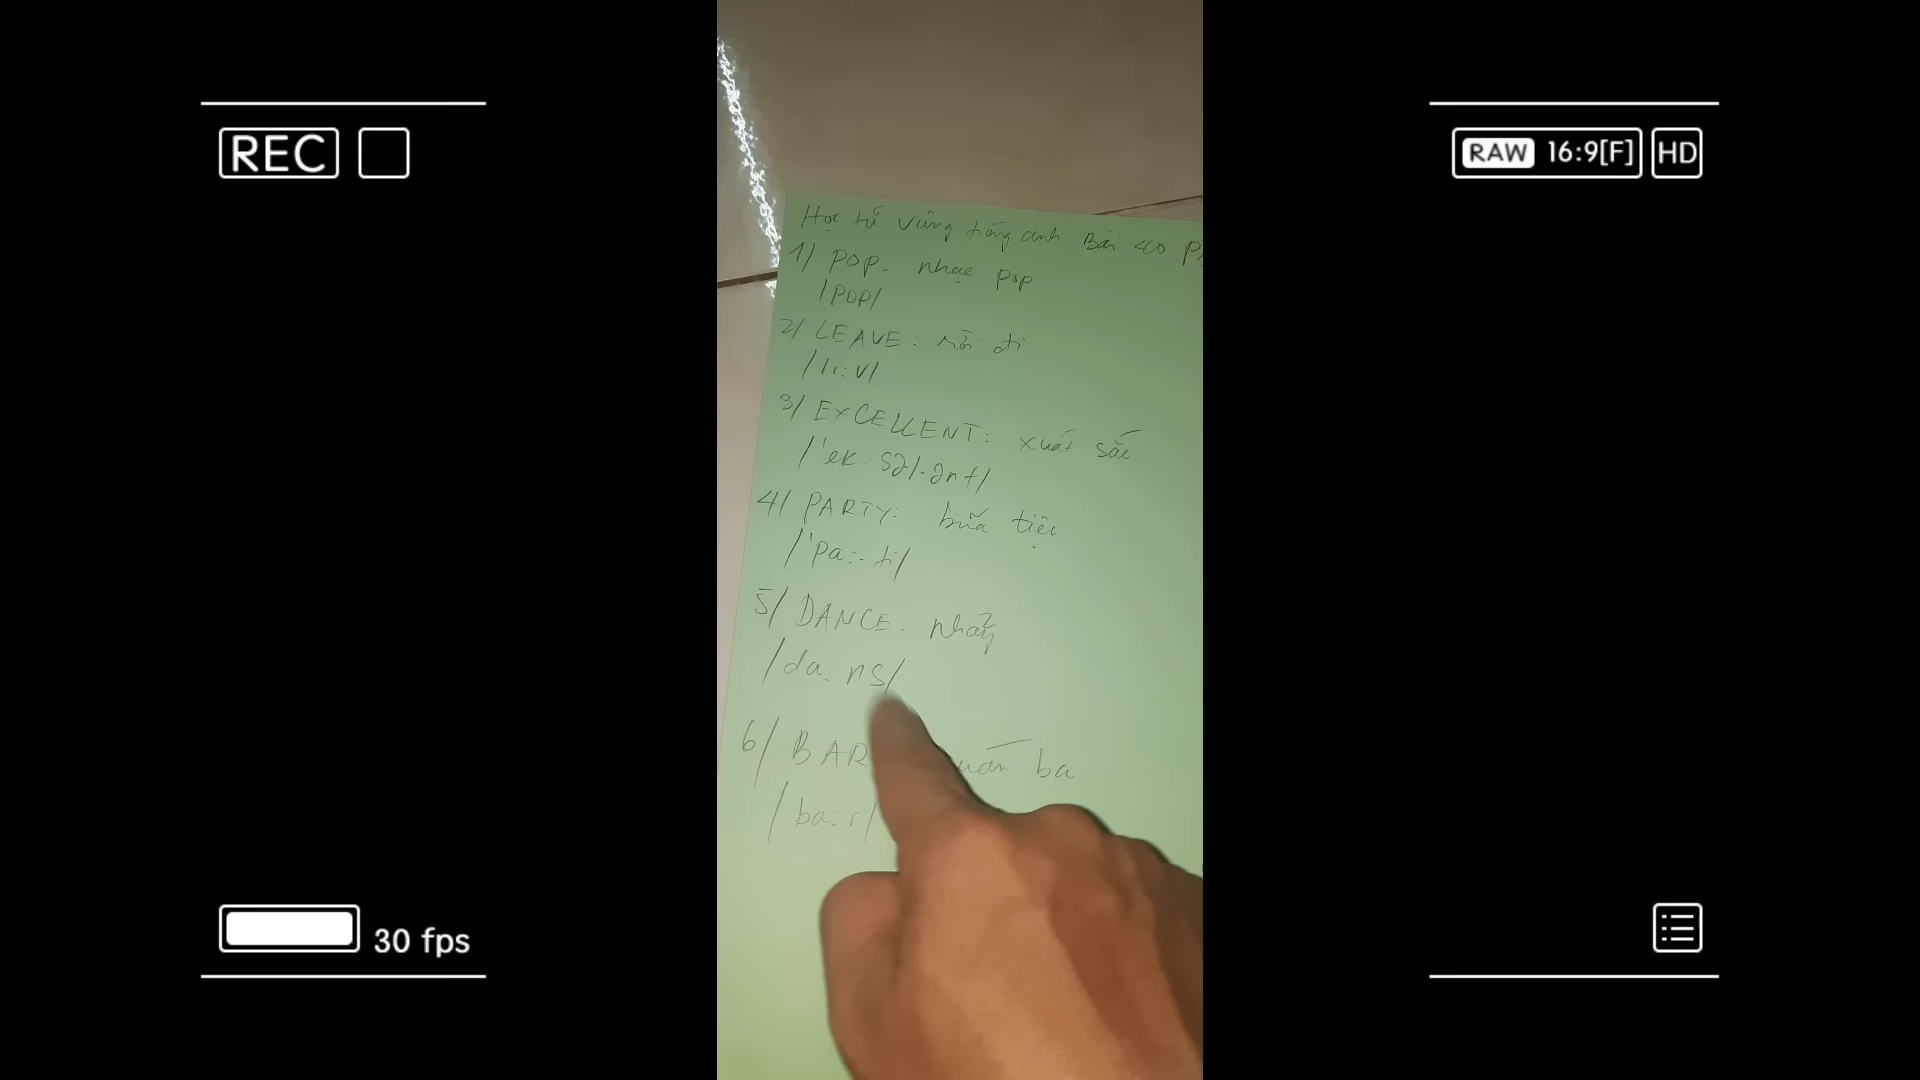 REC
RAW 16:9[F] HD
Học từ vựng tiếng anh Bài 400
1/ POP: nhạc pop
/pop/
2/ LEAVE: rời đi
/li:v/
3/ EXCELLENT: xuất sắc
/'ek.səl.ənt/
4/ PARTY: bữa tiệc
/'pa:-ti/
5/ DANCE: nhảy
/da:ns/
6/ BAR ba
/ba:r/
30 fps